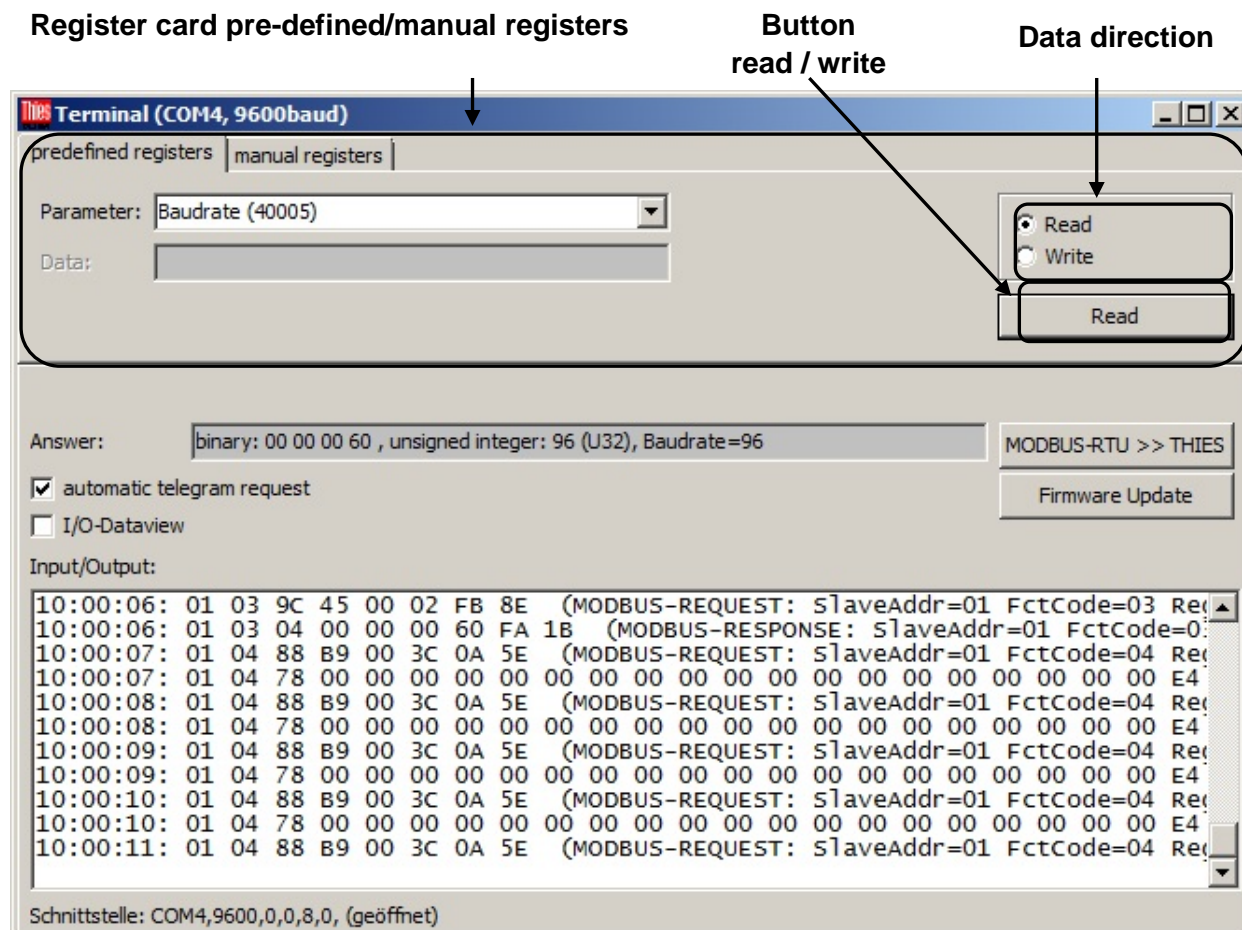 Register card pre-defined/manual registers
Button
read / write
Data direction
Thies Terminal (COM4, 9600baud)
predefined registers manual registers
Parameter: Baudrate (40005)
Read
Data:
Write
Read
Answer: binary: 00 00 00 60 , unsigned integer: 96 (U32), Baudrate=96
MODBUS-RTU >> THIES
automatic telegram request
Firmware Update
I/O-Dataview
Input/Output:
10:00:06: 01 03 9C 45 00 02 FB 8E (MODBUS-REQUEST: SlaveAddr=01 FctCode=03
10:00:06: 01 03 04 00 00 00 60 FA 1B (MODBUS-RESPONSE: SlaveAddr=01
10:00:07: 01 04 88 B9 00 3C 0A 5E (MODBUS-REQUEST: SlaveAddr=01 FctCode=04
10:00:07: 01 04 78 00 00 00 00 00 00 00 00 00 00 00 00 00 00 00 00 00 00 00 E4
10:00:08: 01 04 88 B9 00 3C 0A 5E (MODBUS-REQUEST: SlaveAddr=01 FctCode=04
10:00:08: 01 04 78 00 00 00 00 00 00 00 00 00 00 00 00 00 00 00 00 00 00 00 E4
10:00:09: 01 04 88 B9 00 3C 0A 5E (MODBUS-REQUEST: SlaveAddr=01 FctCode=04
10:00:09: 01 04 78 00 00 00 00 00 00 00 00 00 00 00 00 00 00 00 00 00 00 00 E4
10:00:10: 01 04 88 B9 00 3C 0A 5E (MODBUS-REQUEST: SlaveAddr=01 FctCode=04
10:00:10: 01 04 78 00 00 00 00 00 00 00 00 00 00 00 00 00 00 00 00 00 00 00 E4
10:00:11: 01 04 88 B9 00 3C 0A 5E (MODBUS-REQUEST: SlaveAddr=01 FctCode=04
Schnittstelle: COM4,9600,0,0,8,0, (geöffnet)